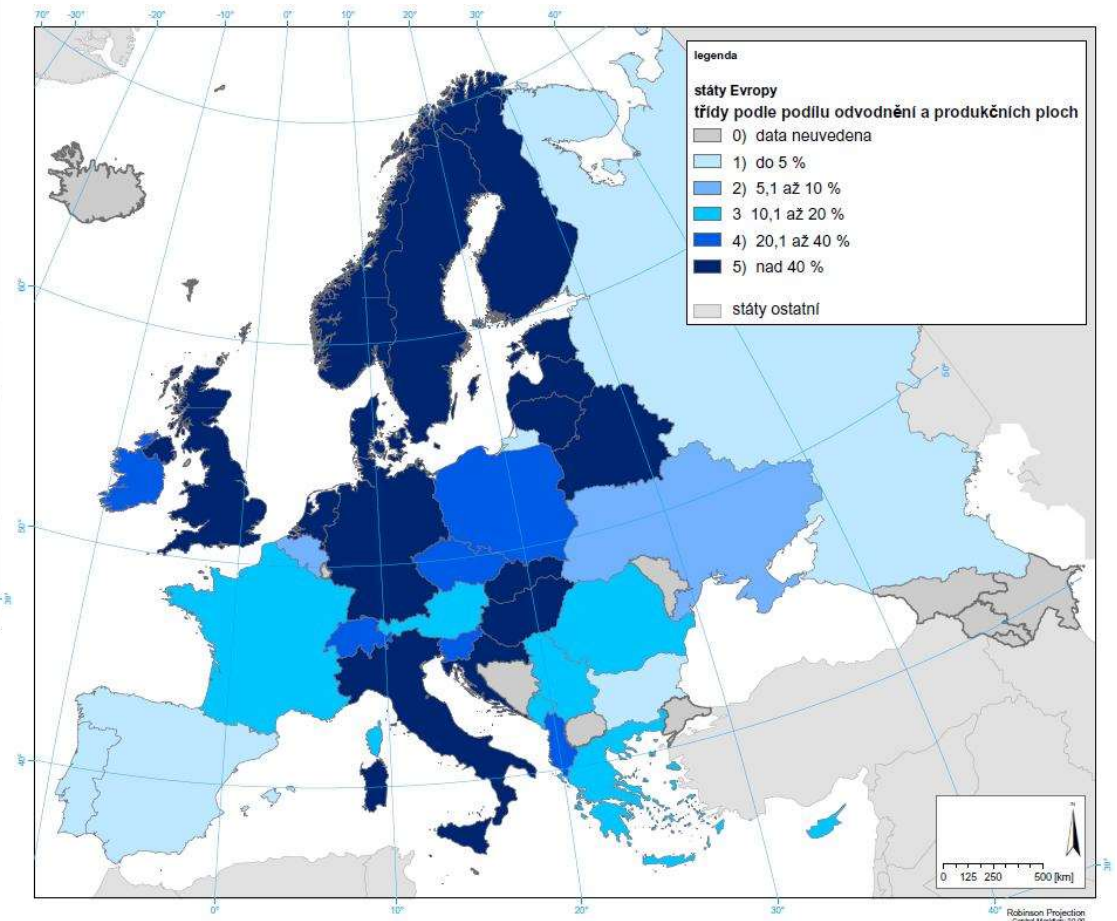 70° -30° -20° -10° 0° 10° 20° 30° 40°
legenda
státy Evropy
třídy podle podílu odvodnění a produkčních ploch
0) data neuvedena
1) do 5 %
2) 5,1 až 10 %
3 10,1 až 20 %
4) 20,1 až 40 %
5) nad 40 %
státy ostatní
60°
50°
50°
40°
0 125 250 500 [km]
0° 10° 20° 30° 40°
Robinson Projection